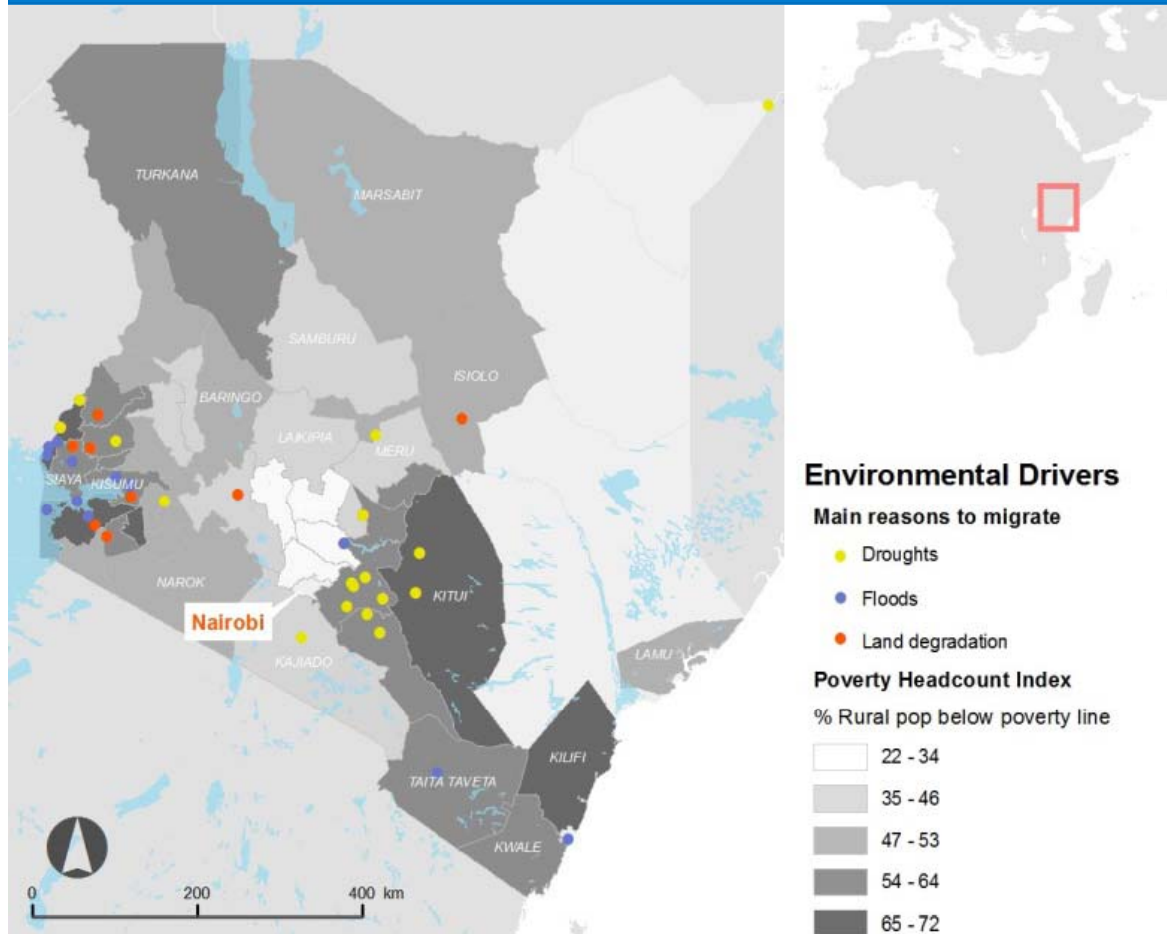 TURKANA
MARSABIT
SAMBURU
ISIOLO
BARINGO
LAIKIPIA
MERU
SIAYA
KISUMU
NAROK
KITUI
Nairobi
KAJIADO
LAMU
KILIFI
TAITA TAVETA
KWALE
0 200 400 km
Environmental Drivers
Main reasons to migrate
Droughts
Floods
Land degradation
Poverty Headcount Index
% Rural pop below poverty line
22 - 34
35 - 46
47 - 53
54 - 64
65 - 72